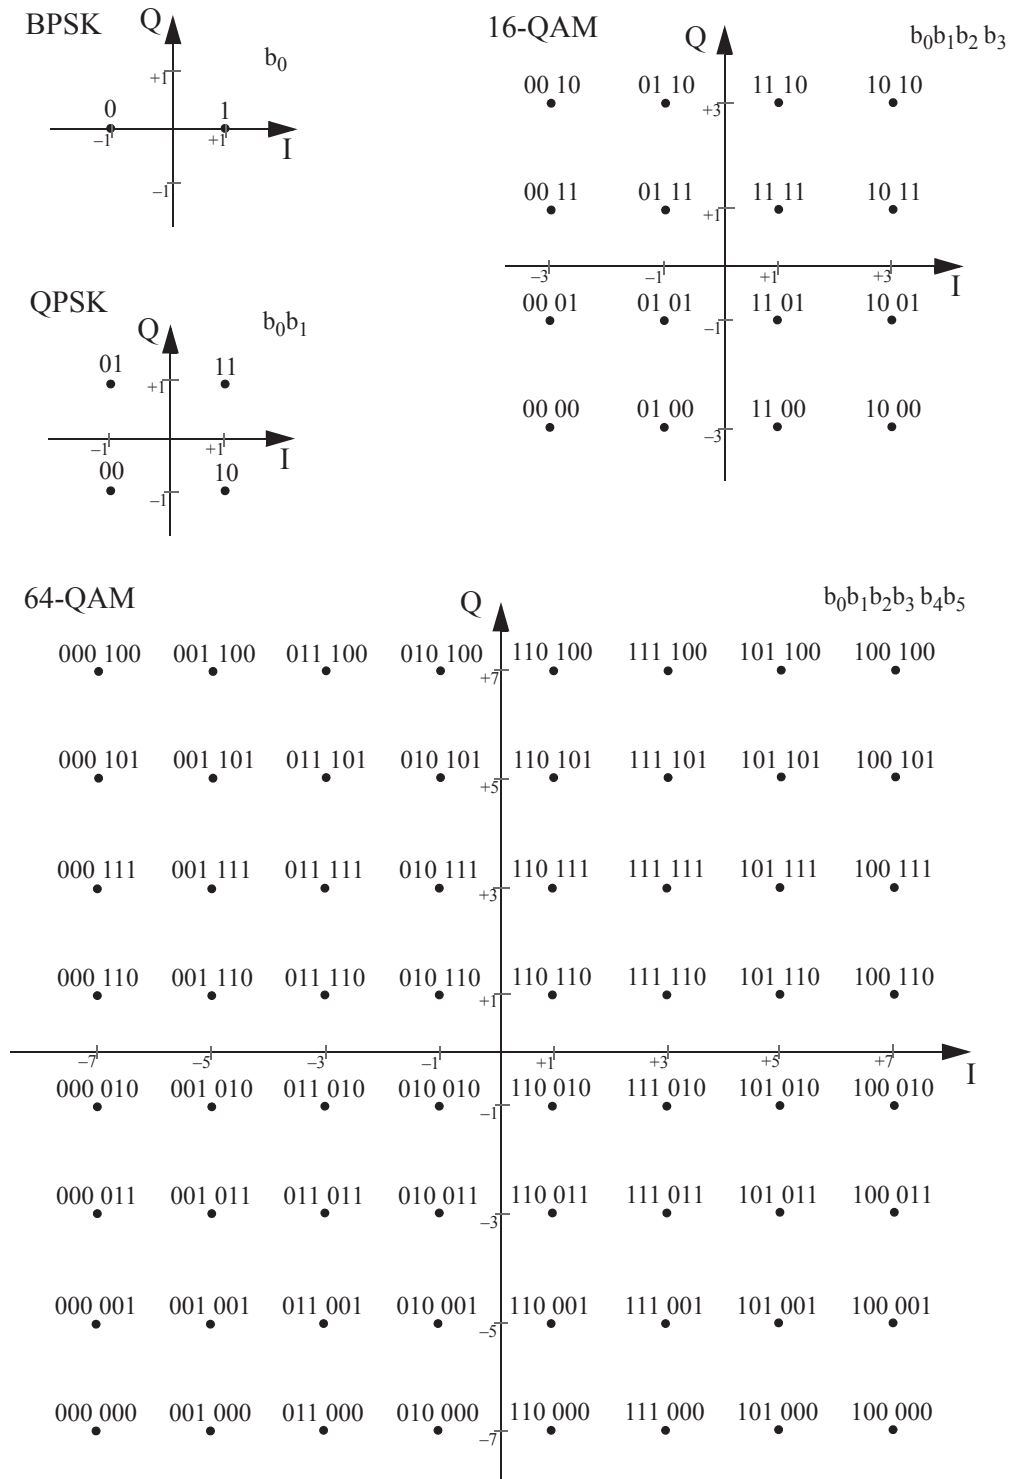 BPSK
Q
b0
+1
0 1
−1 +1
I
−1
QPSK
Q
b0b1
01 11
+1
−1 +1
I
00 10
−1
16-QAM
Q
b0b1b2 b3
00 10 01 10 11 10 10 10
+3
00 11 01 11 11 11 10 11
+1
−3 −1 +1 +3
I
00 01 01 01 11 01 10 01
−1
00 00 01 00 11 00 10 00
−3
64-QAM
Q
b0b1b2b3 b4b5
000 100 001 100 011 100 010 100 110 100 111 100 101 100 100 100
+7
000 101 001 101 011 101 010 101 110 101 111 101 101 101 100 101
+5
000 111 001 111 011 111 010 111 110 111 111 111 101 111 100 111
+3
000 110 001 110 011 110 010 110 110 110 111 110 101 110 100 110
+1
−7 −5 −3 −1 +1 +3 +5 +7
I
000 010 001 010 011 010 010 010 110 010 111 010 101 010 100 010
−1
000 011 001 011 011 011 010 011 110 011 111 011 101 011 100 011
−3
000 001 001 001 011 001 010 001 110 001 111 001 101 001 100 001
−5
000 000 001 000 011 000 010 000 110 000 111 000 101 000 100 000
−7